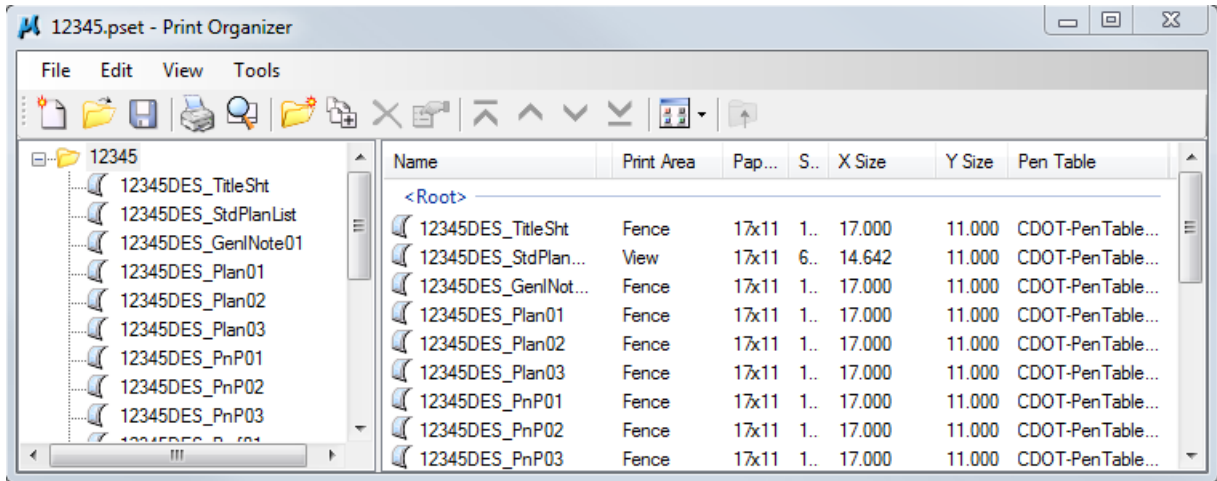 12345.pset - Print Organizer
File Edit View Tools
12345
12345DES_TitleSht
12345DES_StdPlanList
12345DES_GenlNote01
12345DES_Plan01
12345DES_Plan02
12345DES_Plan03
12345DES_PnP01
12345DES_PnP02
12345DES_PnP03
Name Print Area Pap... S.. X Size Y Size Pen Table
<Root>
12345DES_TitleSht Fence 17x11 1.. 17.000 11.000 CDOT-PenTable...
12345DES_StdPlan... View 17x11 6.. 14.642 11.000 CDOT-PenTable...
12345DES_GenlNot... Fence 17x11 1.. 17.000 11.000 CDOT-PenTable...
12345DES_Plan01 Fence 17x11 1.. 17.000 11.000 CDOT-PenTable...
12345DES_Plan02 Fence 17x11 1.. 17.000 11.000 CDOT-PenTable...
12345DES_Plan03 Fence 17x11 1.. 17.000 11.000 CDOT-PenTable...
12345DES_PnP01 Fence 17x11 1.. 17.000 11.000 CDOT-PenTable...
12345DES_PnP02 Fence 17x11 1.. 17.000 11.000 CDOT-PenTable...
12345DES_PnP03 Fence 17x11 1.. 17.000 11.000 CDOT-PenTable...